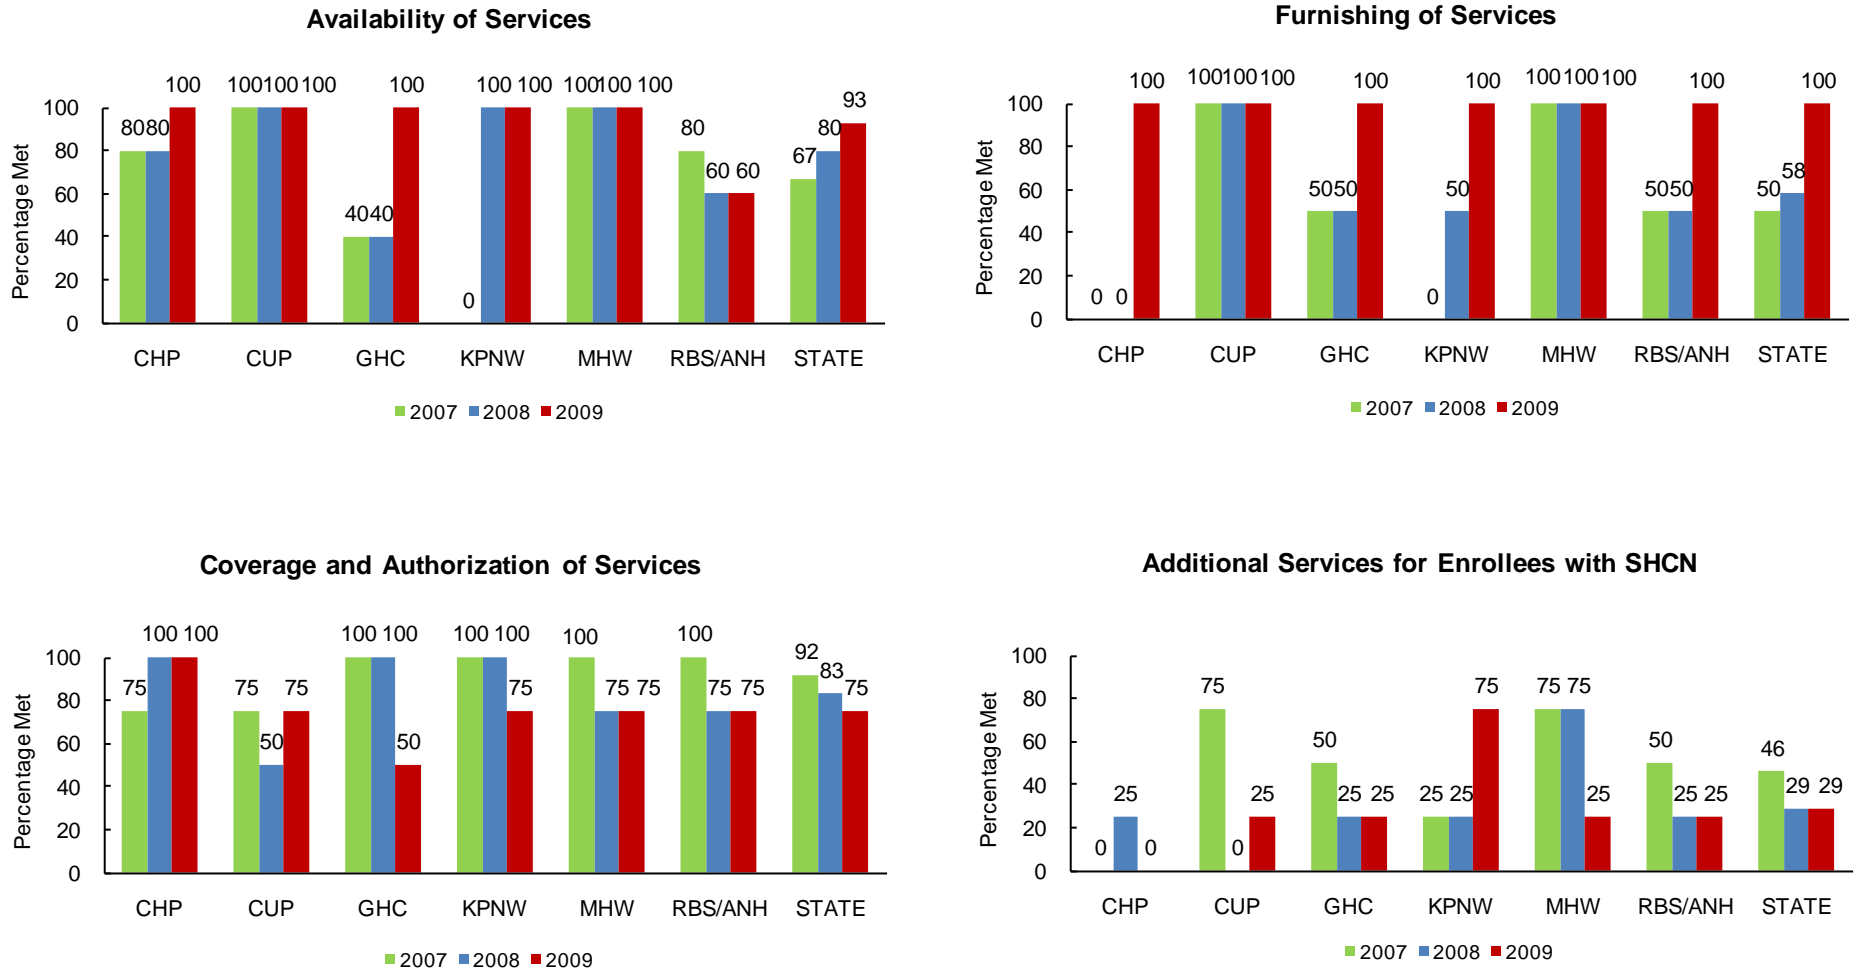 Availability of Services
100 100 100 100 100 100 100 100 100 100 93
80 80 40 40 0 80 60 60 67 80
Percentage Met
100
80
60
40
20
0
CHP CUP GHC KPNW MHW RBS/ANH STATE
2007 2008 2009
Furnishing of Services
100 100 100 100 100 100 100 100 100 100 100 100
0 0 50 50 0 50 50 50 50 58
Percentage Met
100
80
60
40
20
0
CHP CUP GHC KPNW MHW RBS/ANH STATE
2007 2008 2009
Coverage and Authorization of Services
75 100 100 75 50 75 100 100 50 100 100 75 100 75 75 100 75 75 92 83 75
Percentage Met
100
80
60
40
20
0
CHP CUP GHC KPNW MHW RBS/ANH STATE
2007 2008 2009
Additional Services for Enrollees with SHCN
0 25 0 75 0 25 50 25 25 25 25 75 75 75 25 50 25 25 46 29 29
Percentage Met
100
80
60
40
20
0
CHP CUP GHC KPNW MHW RBS/ANH STATE
2007 2008 2009